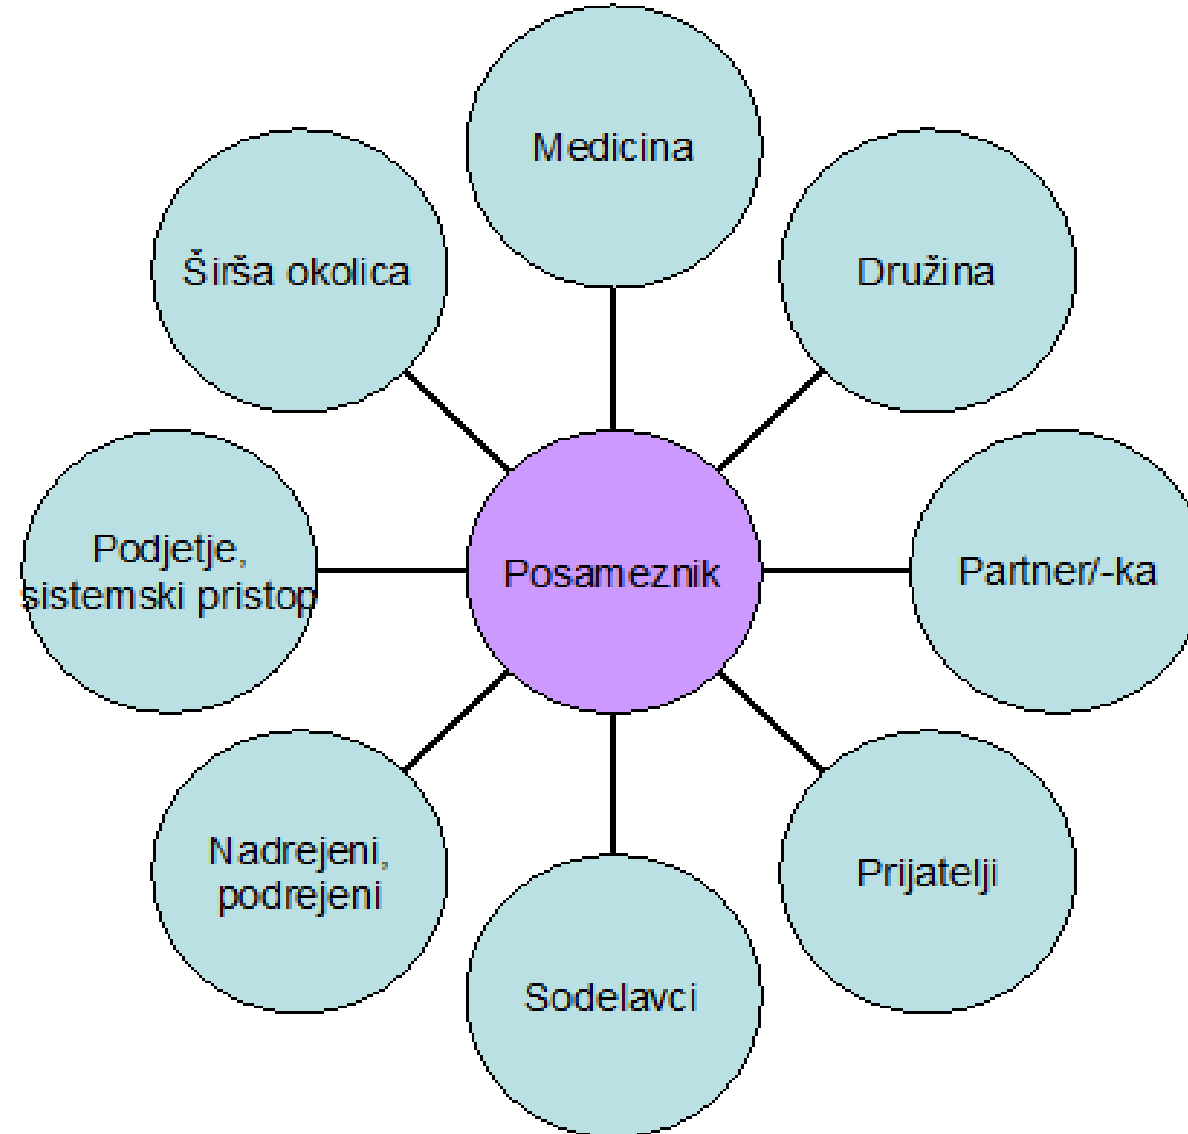 Medicina
Širša okolica
Družina
Podjetje,
sistemski pristop
Posameznik
Partner/-ka
Nadrejeni,
podrejeni
Prijatelji
Sodelavci